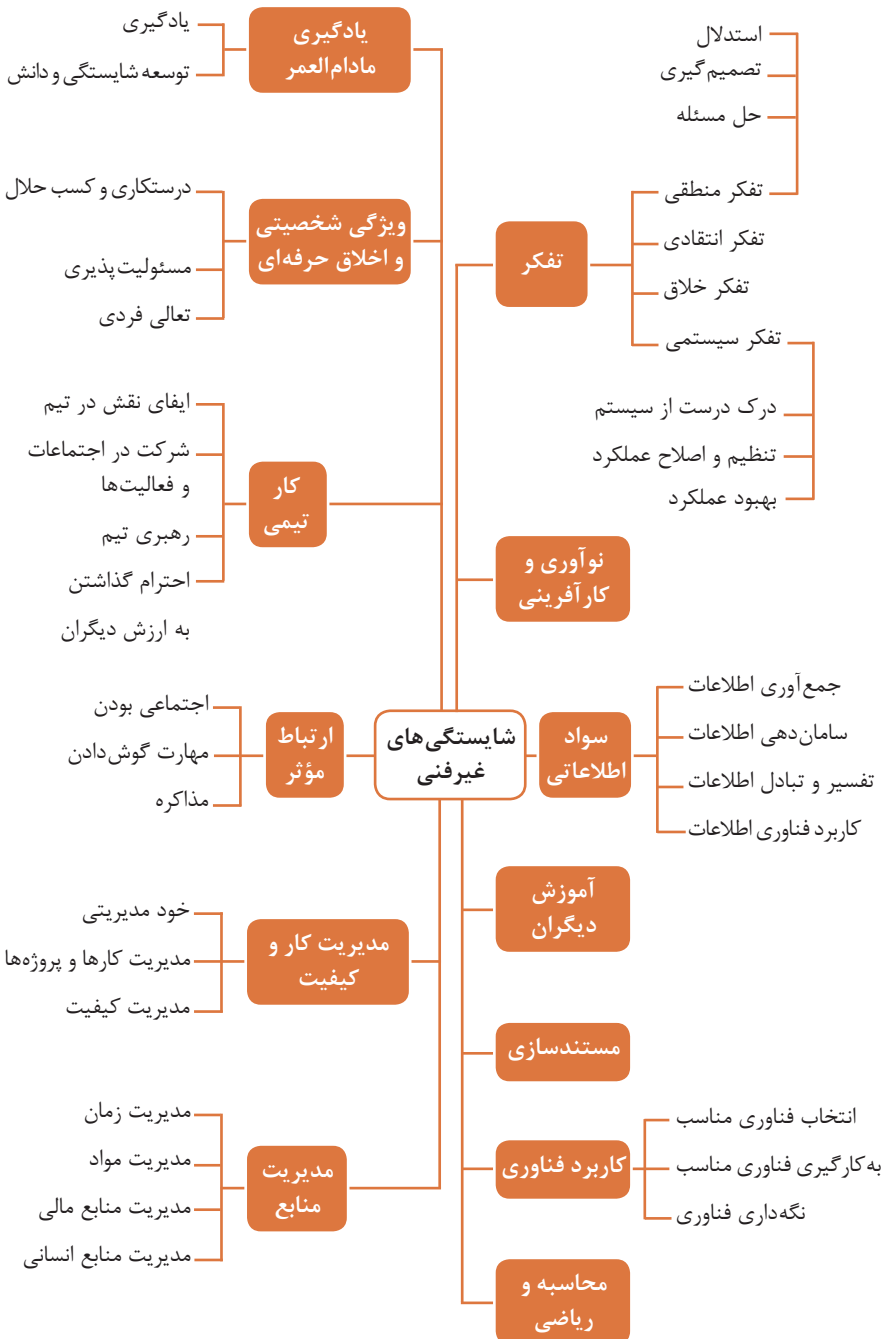 شایستگی‌های
غیرفنی
تفکر
استدلال
تصمیم‌گیری
حل مسئله
تفکر منطقی
تفکر انتقادی
تفکر خلاق
تفکر سیستمی
درک درست از سیستم
تنظیم و اصلاح عملکرد
بهبود عملکرد
نوآوری و
کارآفرینی
سواد
اطلاعاتی
جمع‌آوری اطلاعات
سامان‌دهی اطلاعات
تفسیر و تبادل اطلاعات
کاربرد فناوری اطلاعات
آموزش
دیگران
مستندسازی
کاربرد فناوری
انتخاب فناوری مناسب
به‌کارگیری فناوری مناسب
نگه‌داری فناوری
محاسبه و
ریاضی
یادگیری
مادام‌العمر
یادگیری
توسعه شایستگی و دانش
ویژگی شخصیتی
و اخلاق حرفه‌ای
درستکاری و کسب حلال
مسئولیت‌پذیری
تعالی فردی
کار
تیمی
ایفای نقش در تیم
شرکت در اجتماعات
و فعالیت‌ها
رهبری تیم
احترام گذاشتن
به ارزش دیگران
ارتباط
مؤثر
اجتماعی بودن
مهارت گوش‌دادن
مذاکره
مدیریت کار و
کیفیت
خود مدیریتی
مدیریت کارها و پروژه‌ها
مدیریت کیفیت
مدیریت
منابع
مدیریت زمان
مدیریت مواد
مدیریت منابع مالی
مدیریت منابع انسانی